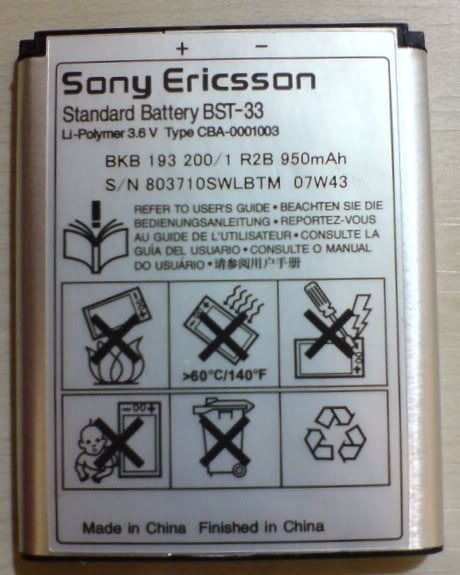 + −
Sony Ericsson
Standard Battery BST-33
Li-Polymer 3.6 V Type CBA-0001003
BKB 193 200/1 R2B 950mAh
S/N 803710SWLBTM 07W43
REFER TO USER'S GUIDE • BEACHTEN SIE DIE
BEDIENUNGSANLEITUNG • REPORTEZ-VOUS
AU GUIDE DE L'UTILISATEUR • CONSULTE LA
GUÍA DEL USUARIO • CONSULTE O MANUAL
DO USUÁRIO • 请参阅用户手册
>60°C/140°F
Made in China Finished in China